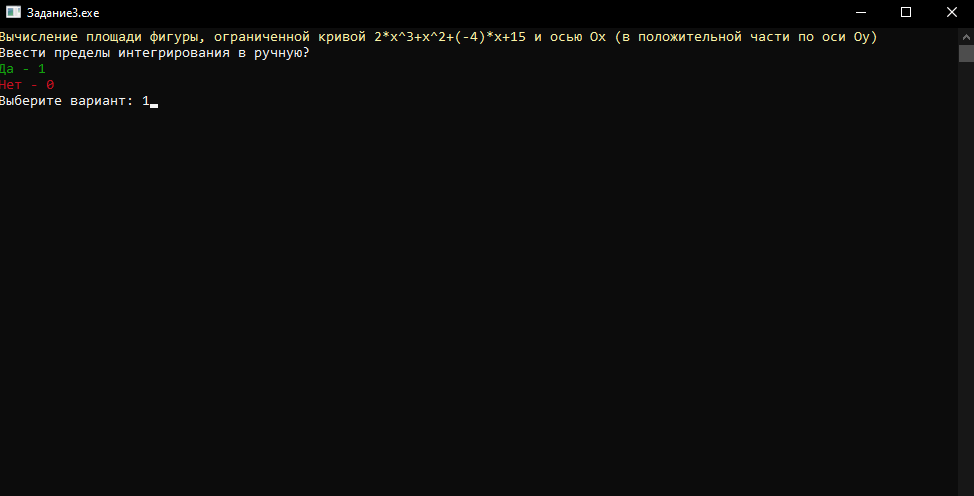 Задание3.exe
Вычисление площади фигуры, ограниченной кривой 2*x^3+x^2+(-4)*x+15 и осью Ox (в положительной части по оси Oy)
Ввести пределы интегрирования в ручную?
Да - 1
Нет - 0
Выберите вариант: 1